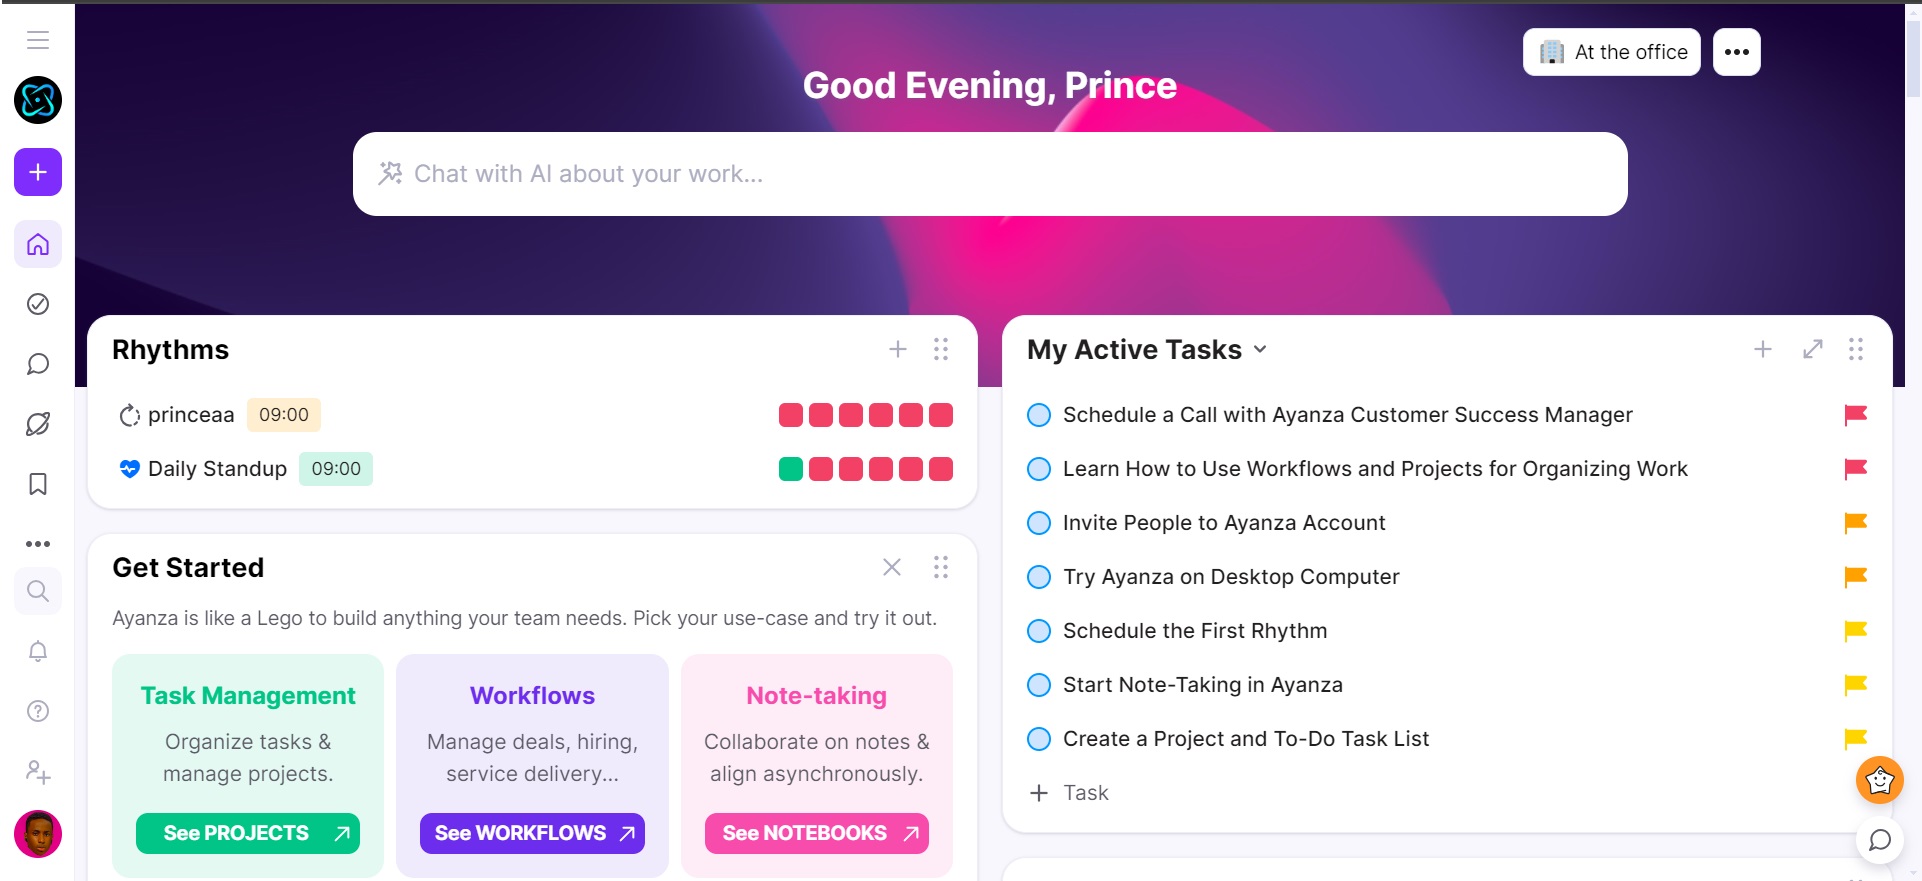 At the office
Good Evening, Prince
Chat with AI about your work...
Rhythms
princeaa 09:00
Daily Standup 09:00
Get Started
Ayanza is like a Lego to build anything your team needs. Pick your use-case and try it out.
Task Management
Organize tasks &
manage projects.
See PROJECTS
Workflows
Manage deals, hiring,
service delivery...
See WORKFLOWS
Note-taking
Collaborate on notes &
align asynchronously.
See NOTEBOOKS
My Active Tasks
Schedule a Call with Ayanza Customer Success Manager
Learn How to Use Workflows and Projects for Organizing Work
Invite People to Ayanza Account
Try Ayanza on Desktop Computer
Schedule the First Rhythm
Start Note-Taking in Ayanza
Create a Project and To-Do Task List
Task